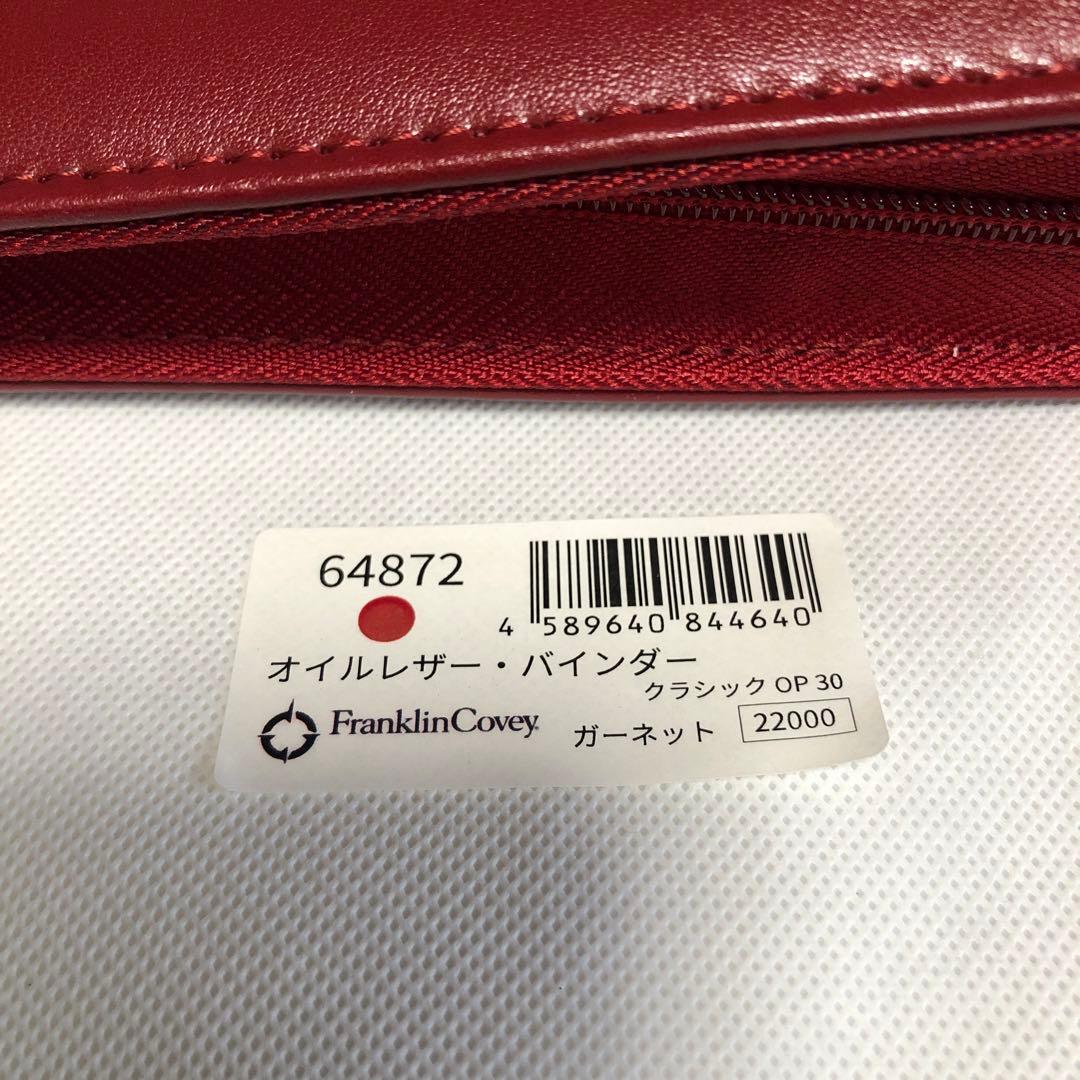 64872
4 589640 844640
オイルレザー・バインダー
クラシック OP 30
FranklinCovey.
ガーネット 22000